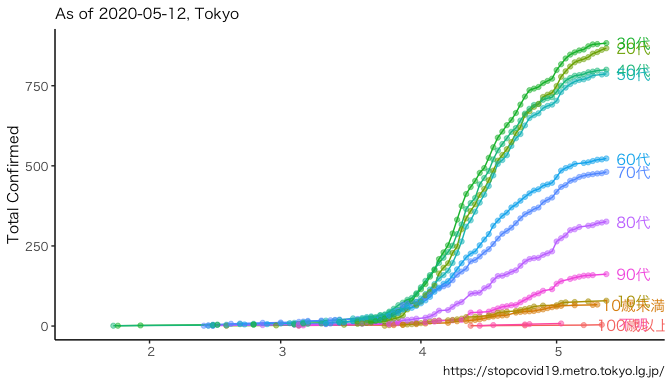 As of 2020-05-12, Tokyo
Total Confirmed
750
500
250
0
2
3
4
5
30代
20代
40代
50代
60代
70代
80代
90代
10代
10歳未満
不明
100歳以上
https://stopcovid19.metro.tokyo.lg.jp/